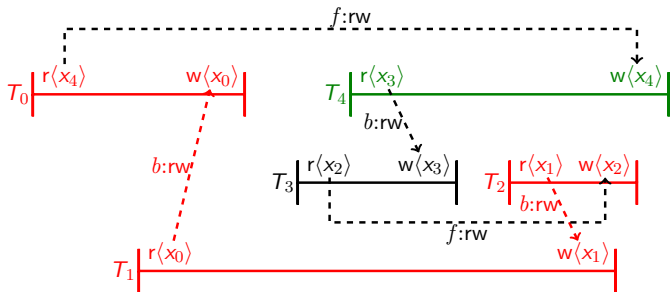 f:rw
r⟨x₄⟩ w⟨x₀⟩ r⟨x₃⟩ w⟨x₄⟩
T₀ T₄
b:rw
b:rw r⟨x₂⟩ w⟨x₃⟩ r⟨x₁⟩ w⟨x₂⟩
T₃ T₂
b:rw
f:rw
r⟨x₀⟩ w⟨x₁⟩
T₁